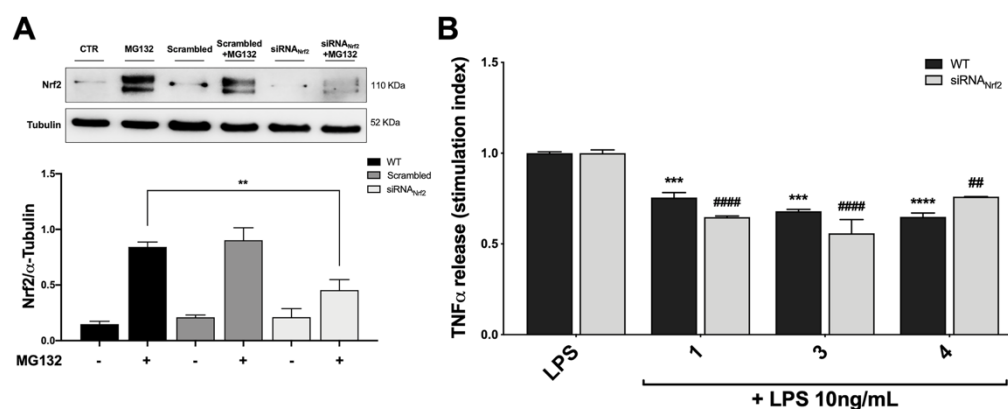 A
CTR MG132 Scrambled Scrambled +MG132 siRNANrf2 siRNANrf2 +MG132
Nrf2 110 KDa
Tubulin 52 KDa
WT
Scrambled
siRNANrf2
Nrf2/α-Tubulin
1.5
1.0
0.5
0.0
**
MG132 - + - + - +
B
TNFα release (stimulation index)
1.5
1.0
0.5
0.0
WT
siRNANrf2
*** #### *** #### **** ##
LPS 1 3 4
+ LPS 10ng/mL